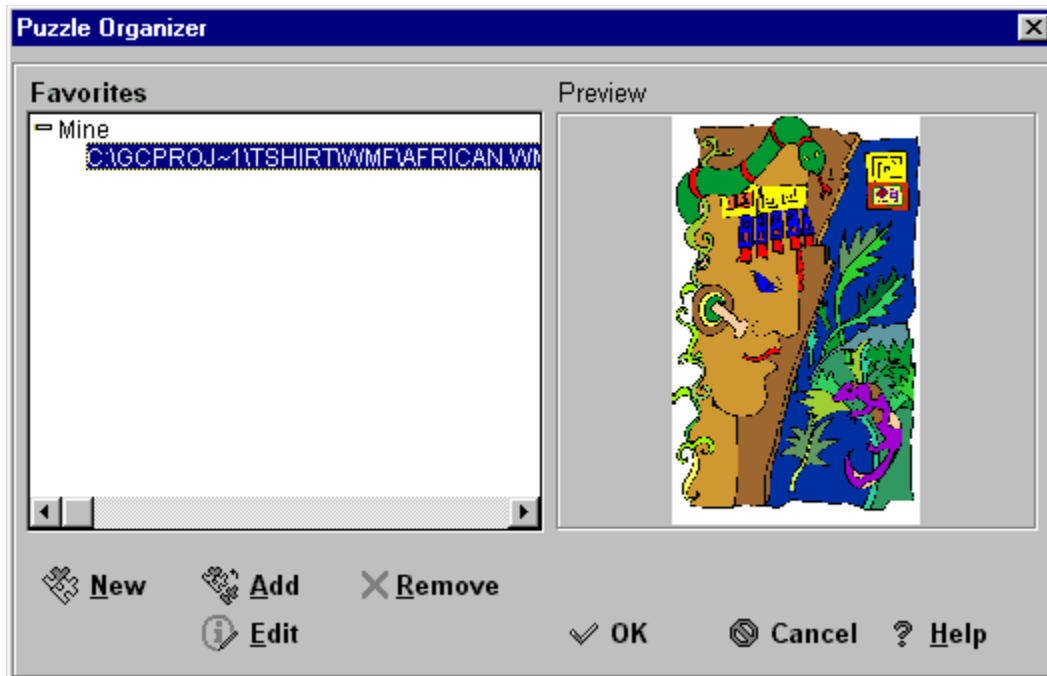 Puzzle Organizer
Favorites
Preview
Mine
C:\GCPROJ~1\TSHIRT\WMF\AFRICAN.WM
New
Add
Remove
Edit
OK
Cancel
Help